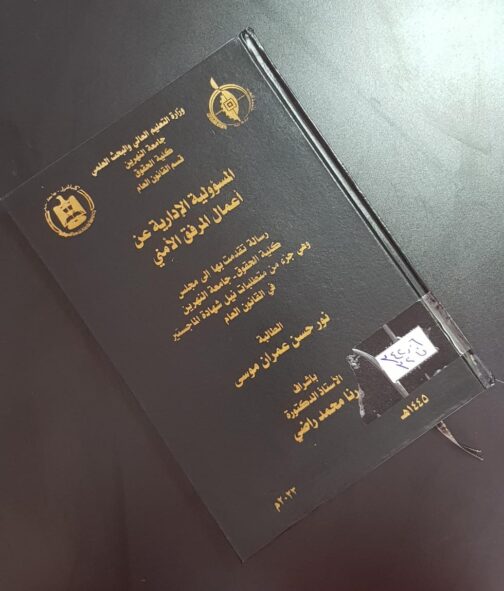 وزارة التعليم العالي والبحث العلمي
جامعة النهرين
كلية الحقوق
قسم القانون العام
المسؤولية الإدارية عن
أعمال المرفق الأمني
رسالة تقدمت بها الى مجلس
كلية الحقوق - جامعة النهرين
وهي جزء من متطلبات نيل شهادة الماجستير
في القانون العام
الطالبة
نور حسن عمران موسى
باشراف
الأستاذ الدكتورة
رنا محمد راضي
١٤٤٥هـ
٢٠٢٣م